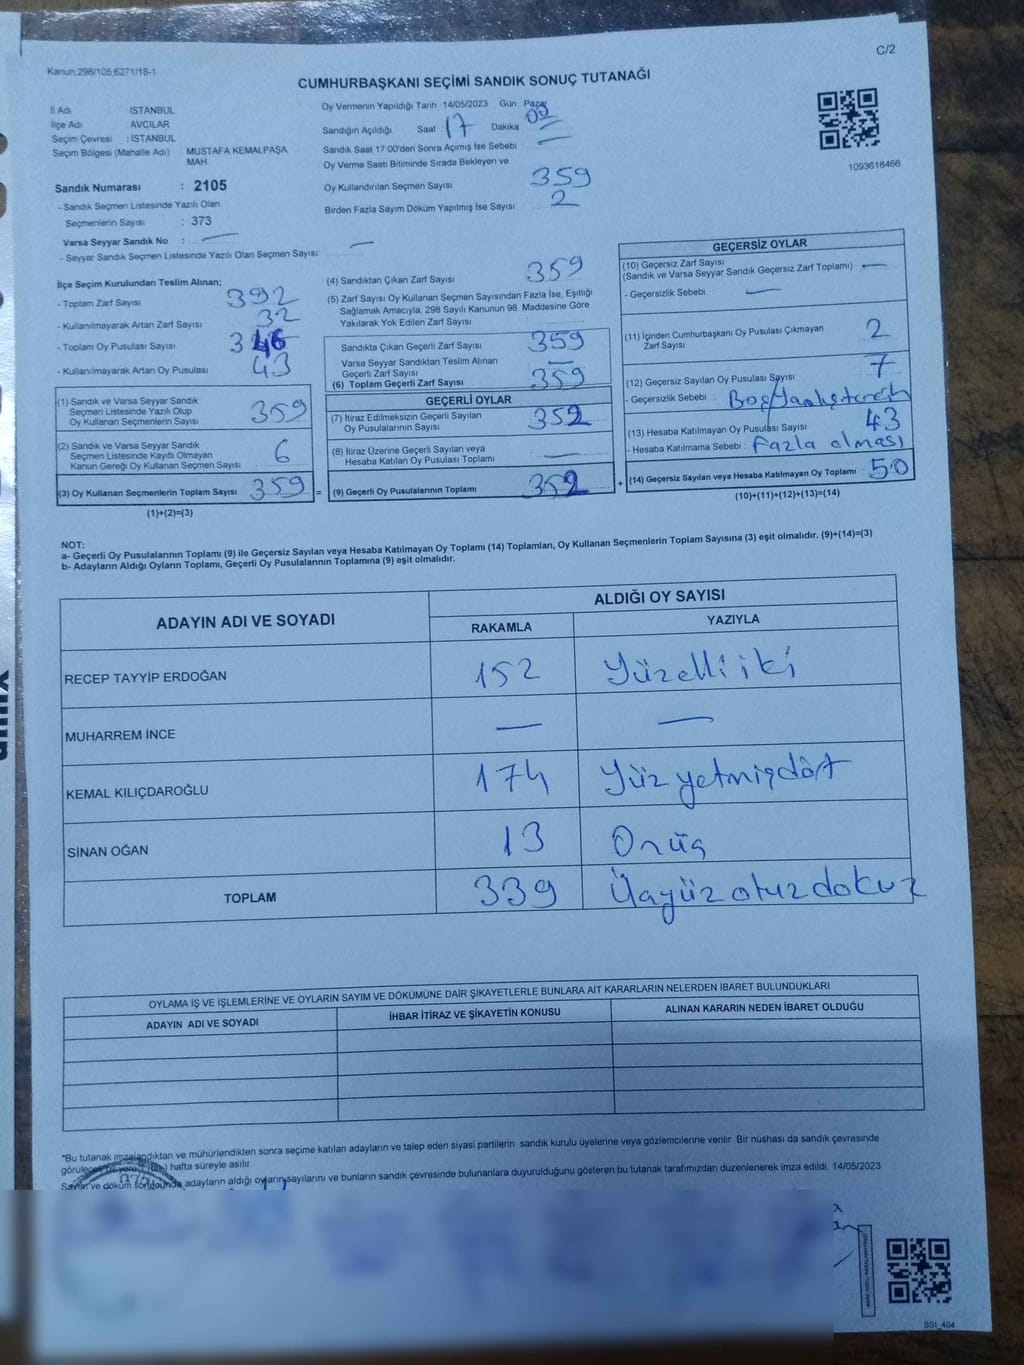 C/2
Kanun:298/105,6271/18-1
CUMHURBAŞKANI SEÇİMİ SANDIK SONUÇ TUTANAĞI
İl Adı İSTANBUL
İlçe Adı AVCILAR
Seçim Çevresi : İSTANBUL
Seçim Bölgesi (Mahalle Adı) MUSTAFA KEMALPAŞA
MAH
Sandık Numarası : 2105
- Sandık Seçmen Listesinde Yazılı Olan
Seçmenlerin Sayısı : 373
Varsa Seyyar Sandık No : —
- Seyyar Sandık Seçmen Listesinde Yazılı Olan Seçmen Sayısı: —
Oy Vermenin Yapıldığı Tarih 14/05/2023 Gün Pazar
Sandığın Açıldığı Saat 17 Dakika 00
Sandık Saat 17 00'den Sonra Açımış İse Sebebi —
Oy Verme Saati Bitiminde Sırada Bekleyen ve
Oy Kullandırılan Seçmen Sayısı 359
Birden Fazla Sayım Döküm Yapılmış İse Sayısı 2
1093618466
İlçe Seçim Kurulundan Teslim Alınan;
- Toplam Zarf Sayısı 392
- Kullanılmayarak Artan Zarf Sayısı 32
- Toplam Oy Pusulası Sayısı 346
- Kullanılmayarak Artan Oy Pusulası 43
(1) Sandık ve Varsa Seyyar Sandık
Seçmen Listesinde Yazılı Olup
Oy Kullanan Seçmenlerin Sayısı 359
(2) Sandık ve Varsa Seyyar Sandık
Seçmen Listesinde Kayıtlı Olmayan
Kanun Gereği Oy Kullanan Seçmen Sayısı 6
(3) Oy Kullanan Seçmenlerin Toplam Sayısı 359 =
(1)+(2)=(3)
(4) Sandıktan Çıkan Zarf Sayısı 359
(5) Zarf Sayısı Oy Kullanan Seçmen Sayısından Fazla İse, Eşitliği
Sağlamak Amacıyla, 298 Sayılı Kanunun 98. Maddesine Göre
Yakılarak Yok Edilen Zarf Sayısı
Sandıkta Çıkan Geçerli Zarf Sayısı 359
Varsa Seyyar Sandıktan Teslim Alınan
Geçerli Zarf Sayısı —
(6) Toplam Geçerli Zarf Sayısı 359
GEÇERLİ OYLAR
(7) İtiraz Edilmeksizin Geçerli Sayılan
Oy Pusulalarının Sayısı 352
(8) İtiraz Üzerine Geçerli Sayılan veya
Hesaba Katılan Oy Pusulası Toplamı —
(9) Geçerli Oy Pusulalarının Toplamı 352 +
GEÇERSİZ OYLAR
(10) Geçersiz Zarf Sayısı
(Sandık ve Varsa Seyyar Sandık Geçersiz Zarf Toplamı) —
- Geçersizlik Sebebi —
(11) İçinden Cumhurbaşkanı Oy Pusulası Çıkmayan
Zarf Sayısı 2
(12) Geçersiz Sayılan Oy Pusulası Sayısı 7
- Geçersizlik Sebebi :
(13) Hesaba Katılmayan Oy Pusulası Sayısı 43
- Hesaba Katılmama Sebebi : Fazla olması
(14) Geçersiz Sayılan veya Hesaba Katılmayan Oy Toplamı 50
(10)+(11)+(12)+(13)=(14)
NOT:
a- Geçerli Oy Pusulalarının Toplamı (9) ile Geçersiz Sayılan veya Hesaba Katılmayan Oy Toplamı (14) Toplamları, Oy Kullanan Seçmenlerin Toplam Sayısına (3) eşit olmalıdır. (9)+(14)=(3)
b- Adayların Aldığı Oyların Toplamı, Geçerli Oy Pusulalarının Toplamına (9) eşit olmalıdır.
ADAYIN ADI VE SOYADI ALDIĞI OY SAYISI
RAKAMLA YAZIYLA
RECEP TAYYİP ERDOĞAN 152 Yüzelli iki
MUHARREM İNCE — —
KEMAL KILIÇDAROĞLU 174 Yüz yetmişdört
SİNAN OĞAN 13 Onüç
TOPLAM 339 Üçyüz otuz dokuz
OYLAMA İŞ VE İŞLEMLERİNE VE OYLARIN SAYIM VE DÖKÜMÜNE DAİR ŞİKAYETLERLE BUNLARA AİT KARARLARIN NELERDEN İBARET BULUNDUKLARI
ADAYIN ADI VE SOYADI İHBAR İTİRAZ VE ŞİKAYETİN KONUSU ALINAN KARARIN NEDEN İBARET OLDUĞU
*Bu tutanak imzalandıktan ve mühürlendikten sonra seçime katılan adayların ve talep eden siyasi partilerin sandık kurulu üyelerine veya gözlemcilerine verilir. Bir nüshası da sandık çevresinde
hafta süreyle asılır.
Sayım ve döküm sonucunda adayların aldığı oyların sayılarını ve bunların sandık çevresinde bulunanlara duyurulduğunu gösteren bu tutanak tarafımızdan düzenlenerek imza edildi. 14/05/2023
SSI_404